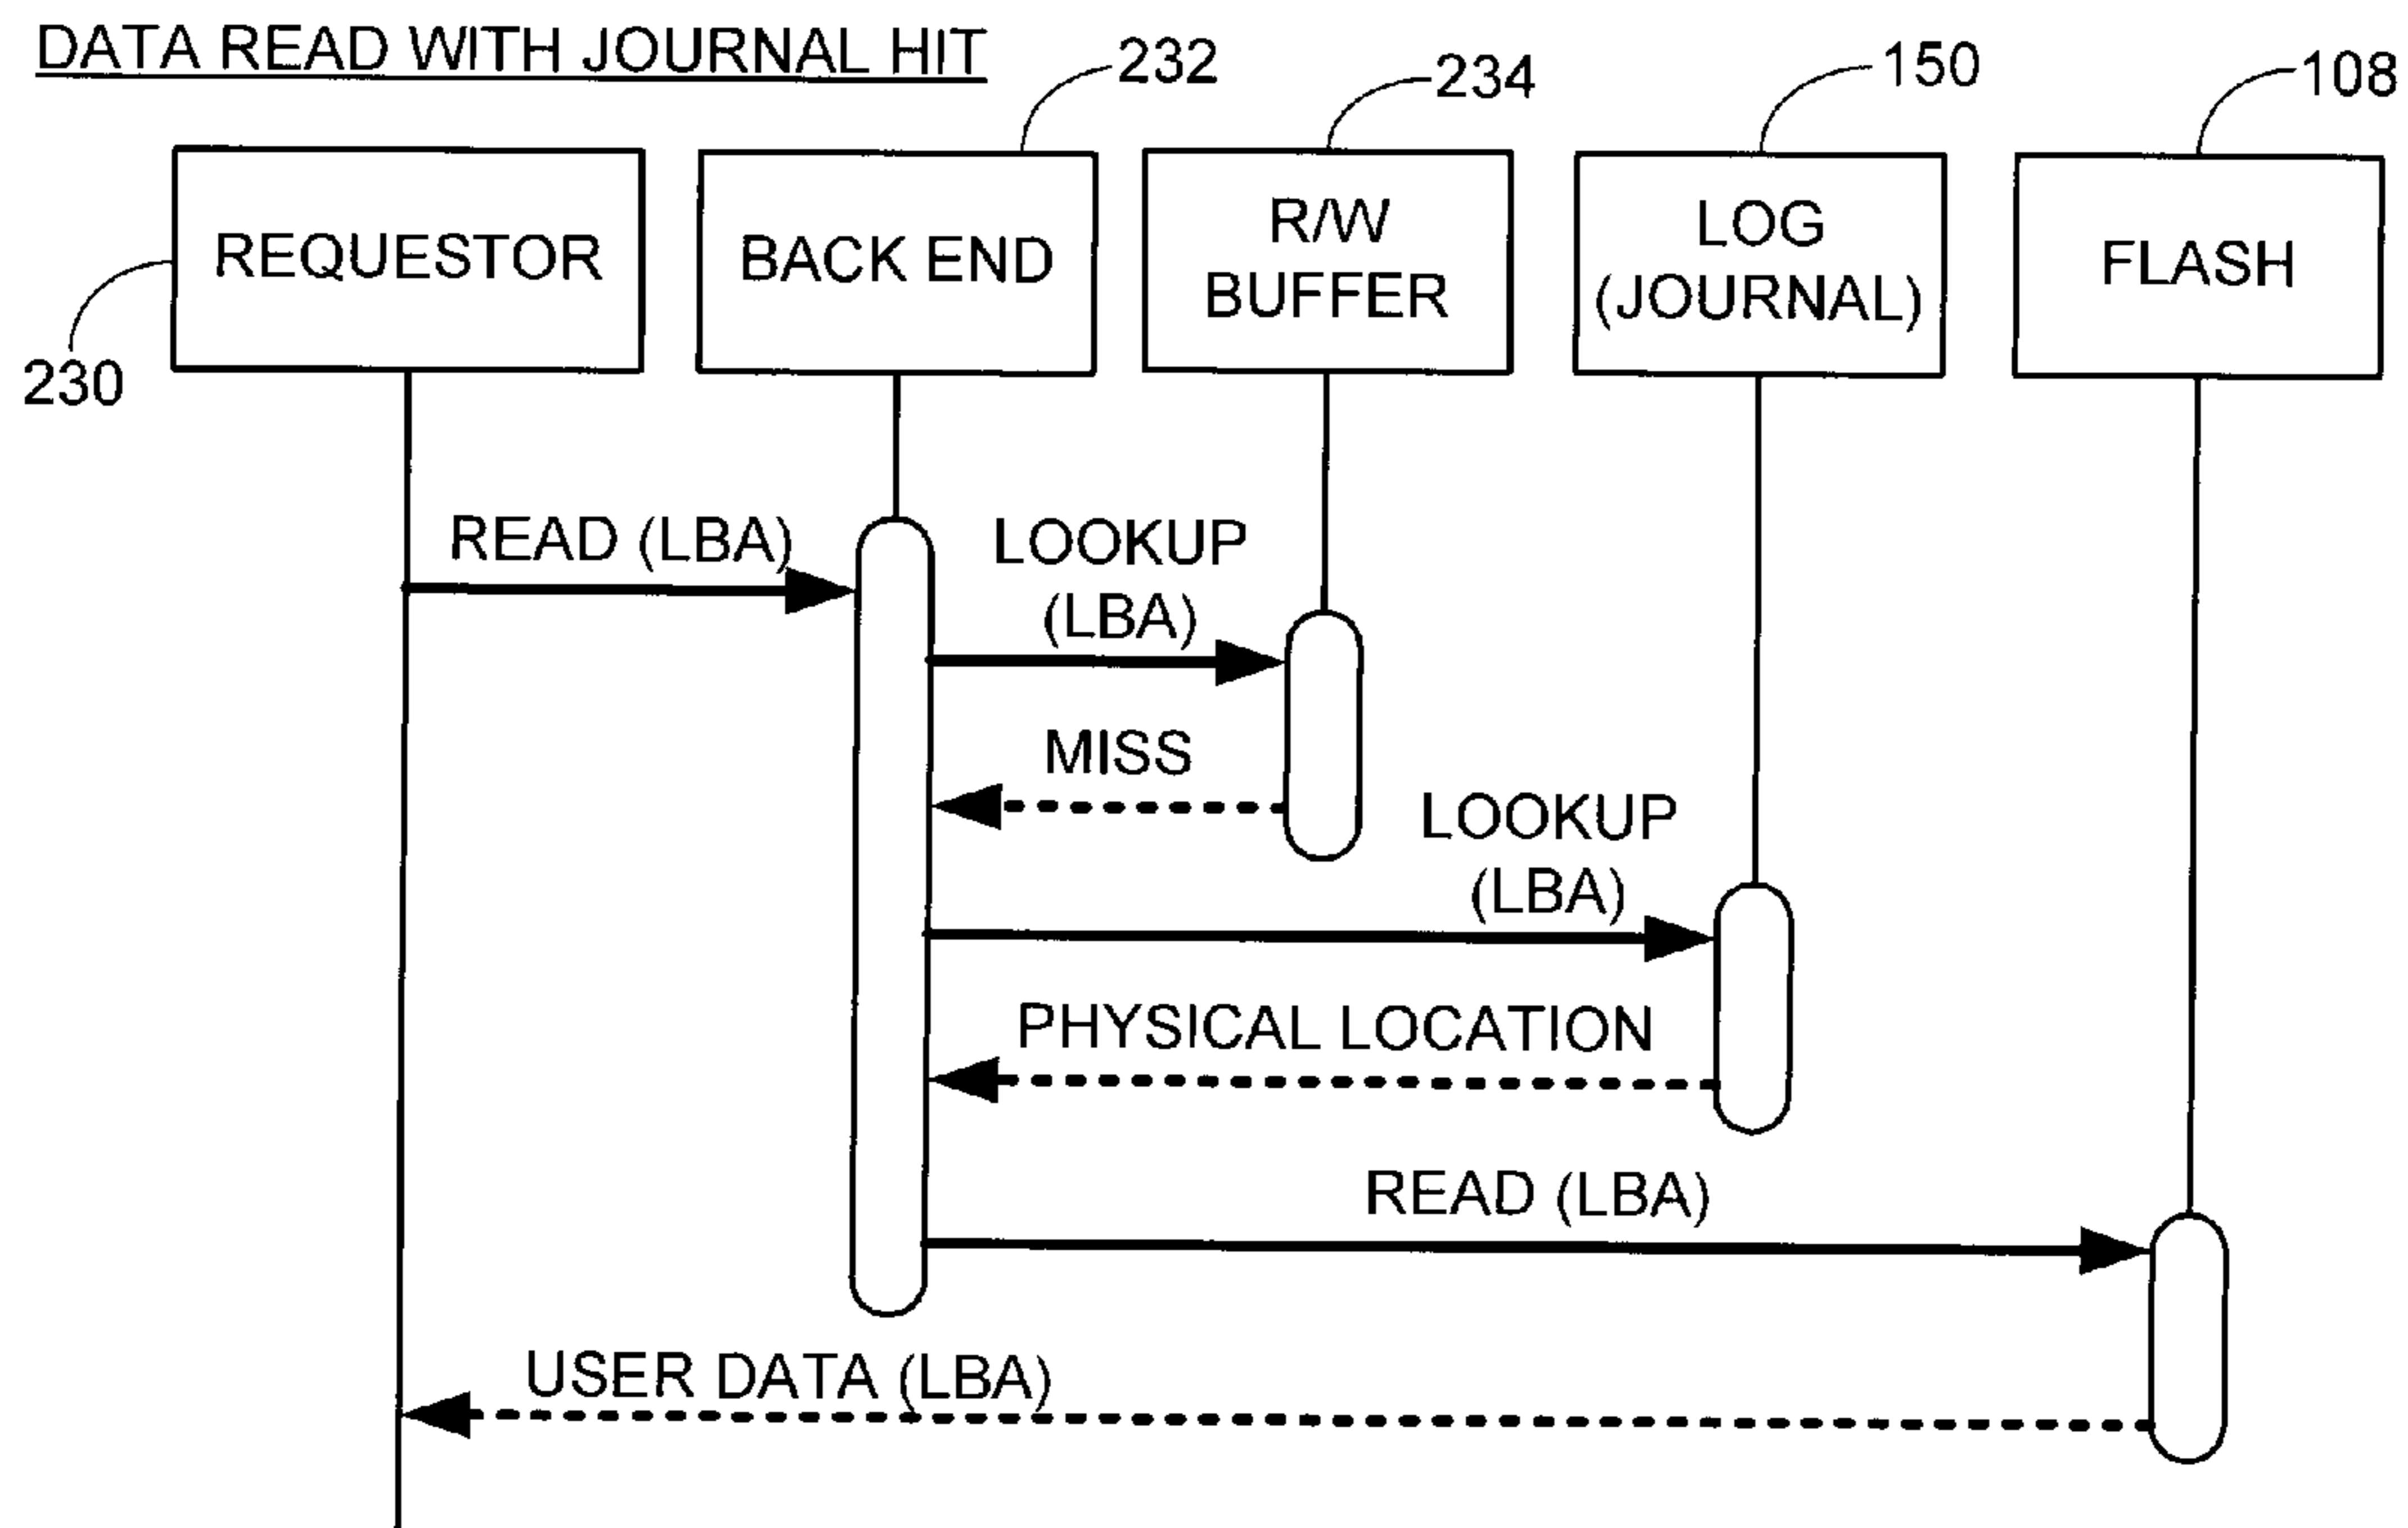 DATA READ WITH JOURNAL HIT
232
234
150
108
REQUESTOR
BACK END
R/W
BUFFER
LOG
(JOURNAL)
FLASH
230
READ (LBA)
LOOKUP
(LBA)
MISS
LOOKUP
(LBA)
PHYSICAL LOCATION
READ (LBA)
USER DATA (LBA)